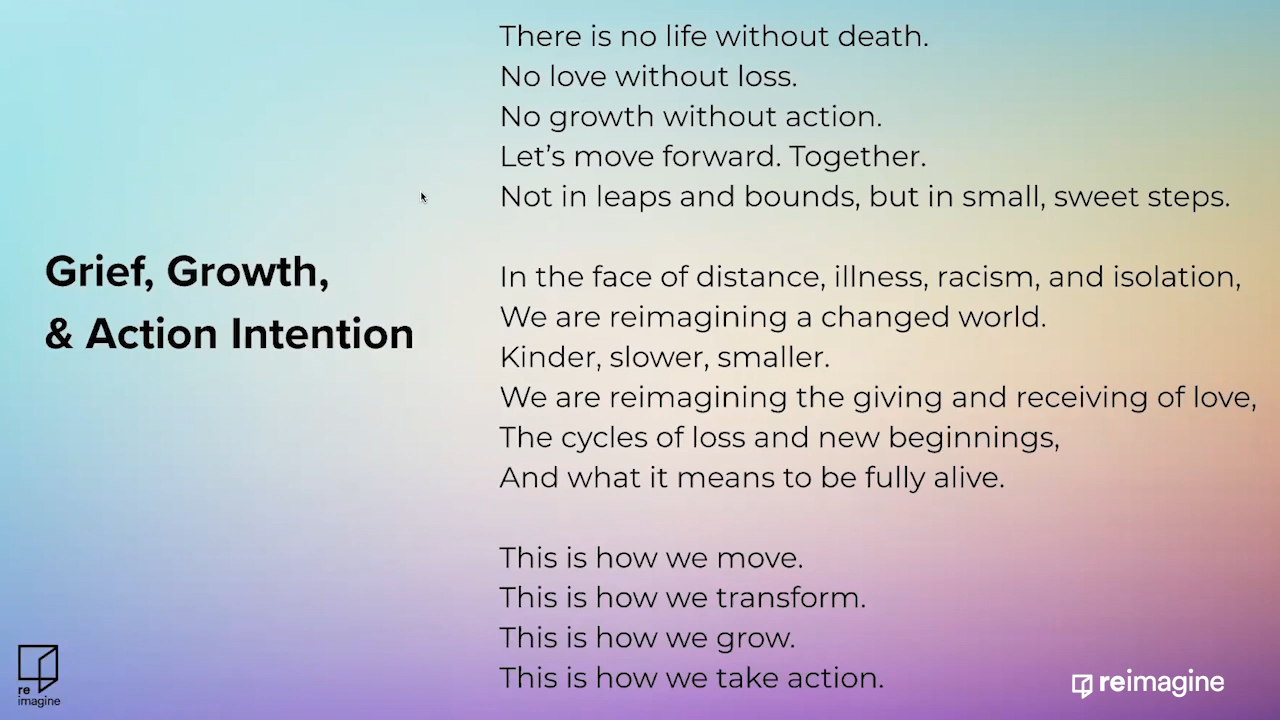 There is no life without death.
No love without loss.
No growth without action.
Let’s move forward. Together.
Not in leaps and bounds, but in small, sweet steps.
Grief, Growth,
& Action Intention
In the face of distance, illness, racism, and isolation,
We are reimagining a changed world.
Kinder, slower, smaller.
We are reimagining the giving and receiving of love,
The cycles of loss and new beginnings,
And what it means to be fully alive.
This is how we move.
This is how we transform.
This is how we grow.
This is how we take action.
re
imagine
reimagine